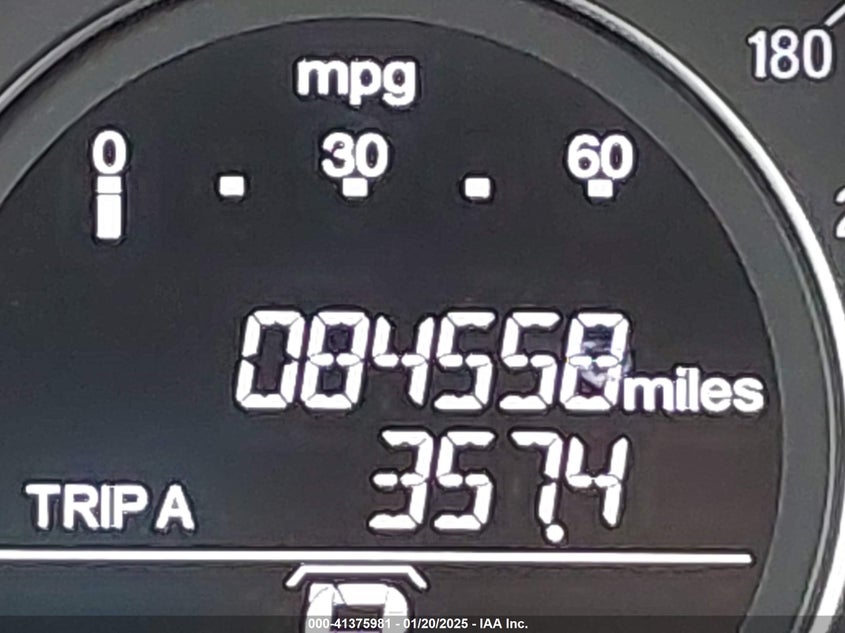 mpg
180
0 30 60
084558 miles
357.4
TRIP A
000-41375981 - 01/20/2025 - IAA Inc.